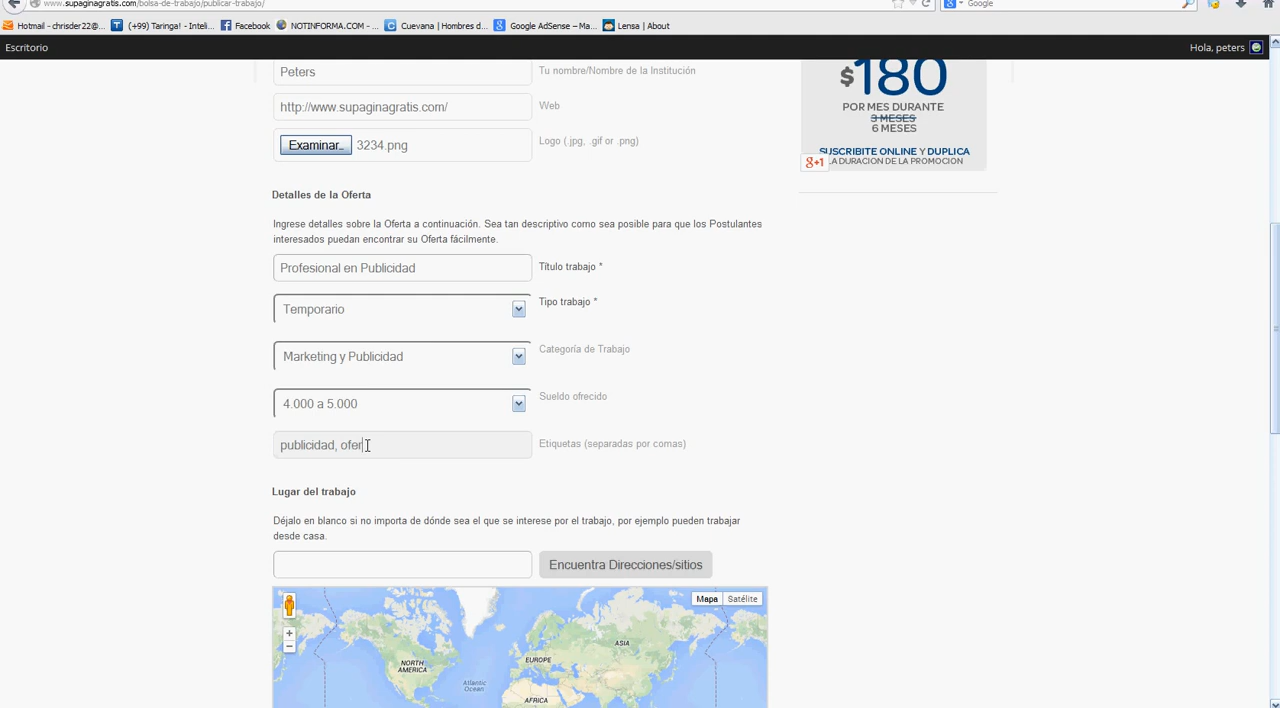 www.supaginagratis.com/bolsa-de-trabajo/publicar-trabajo/
Google
Hotmail - chrisder22@...
(+99) Taringa! - Inteli...
Facebook
NOTINFORMA.COM - ...
Cuevana | Hombres d...
Google AdSense – Ma...
Lensa | About
Escritorio
Hola, peters
Peters
Tu nombre/Nombre de la Institución
http://www.supaginagratis.com/
Web
Examinar...
3234.png
Logo (.jpg, .gif or .png)
$180
POR MES DURANTE
3 MESES
6 MESES
SUSCRIBITE ONLINE Y DUPLICA
LA DURACION DE LA PROMOCION
g+1
Detalles de la Oferta
Ingrese detalles sobre la Oferta a continuación. Sea tan descriptivo como sea posible para que los Postulantes
interesados puedan encontrar su Oferta fácilmente.
Profesional en Publicidad
Título trabajo *
Temporario
Tipo trabajo *
Marketing y Publicidad
Categoría de Trabajo
4.000 a 5.000
Sueldo ofrecido
publicidad, ofer
Etiquetas (separadas por comas)
Lugar del trabajo
Déjalo en blanco si no importa de dónde sea el que se interese por el trabajo, por ejemplo pueden trabajar
desde casa.
Encuentra Direcciones/sitios
Mapa
Satélite
NORTH
AMERICA
Atlantic
Ocean
EUROPE
ASIA
AFRICA